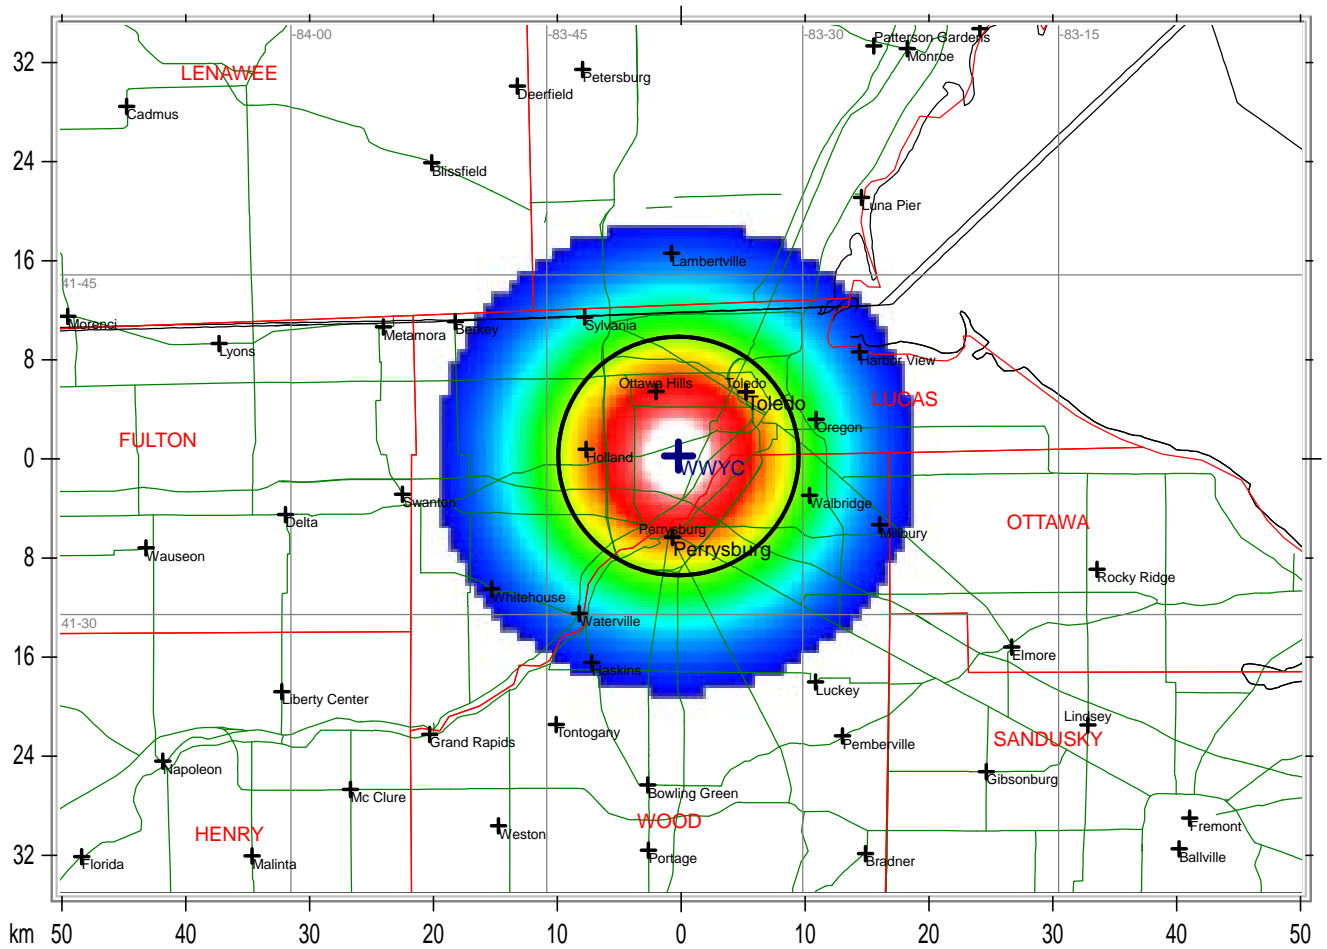 -84-00
-83-45
-83-30
-83-15
Patterson Gardens
Monroe
32
LENAWEE
Petersburg
Deerfield
Cadmus
24
Blissfield
Luna Pier
16
Lambertville
41-45
Morenci
Metamora
Berkey
Sylvania
Lyons
8
Harbor View
Ottawa Hills
Toledo
Toledo
LUCAS
Oregon
FULTON
0
Holland
WWYC
Swanton
Walbridge
Delta
Perrysburg
Millbury
OTTAWA
Perrysburg
Wauseon
8
Rocky Ridge
Whitehouse
Waterville
41-30
16
Elmore
Haskins
Luckey
Liberty Center
Lindsey
Grand Rapids
Tontogany
Pemberville
SANDUSKY
24
Napoleon
Gibsonburg
Mc Clure
Bowling Green
HENRY
Weston
WOOD
Fremont
32
Florida
Malinta
Portage
Bradner
Ballville
km
50
40
30
20
10
0
10
20
30
40
50